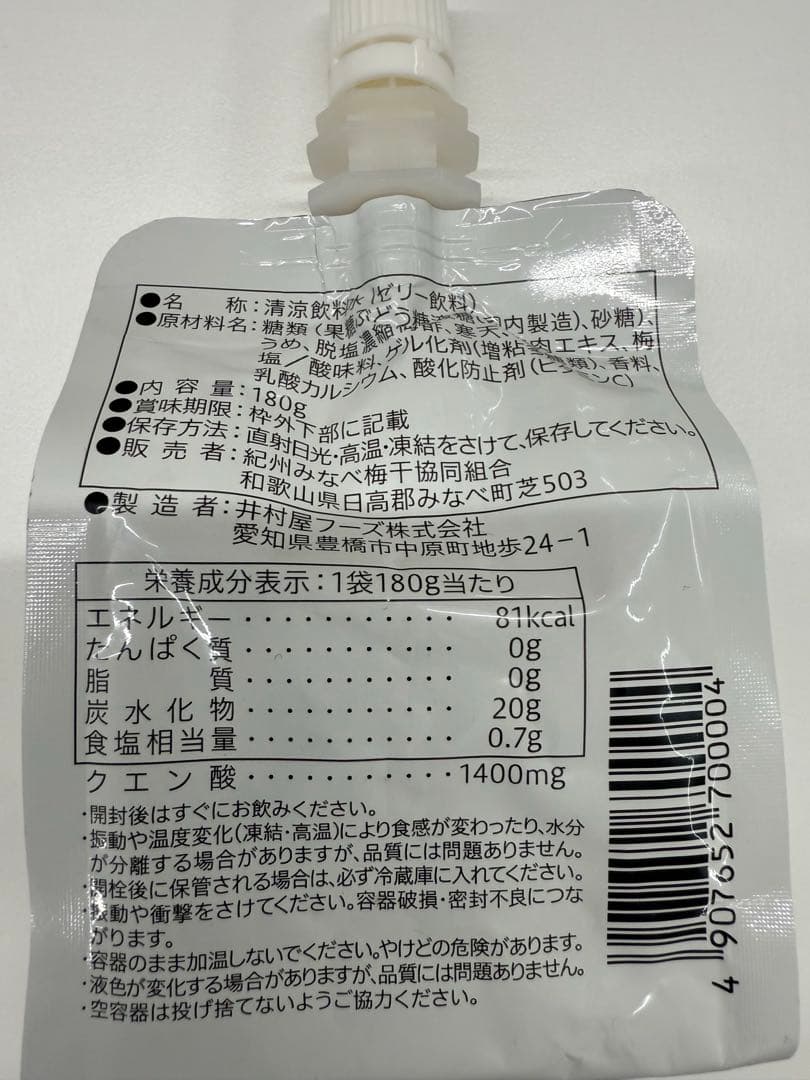 ●名 称：清涼飲料水（ゼリー飲料）
●原材料名：糖類（果糖ぶどう糖液糖（国内製造）、砂糖）、
うめ、脱塩濃縮梅酢、寒天、梅肉エキス、梅
塩／酸味料、ゲル化剤（増粘多糖類）、香料、
乳酸カルシウム、酸化防止剤（ビタミンC）
●内容量：180g
●賞味期限：枠外下部に記載
●保存方法：直射日光・高温・凍結をさけて、保存してください。
●販売者：紀州みなべ梅干協同組合
和歌山県日高郡みなべ町芝503
●製造者：井村屋フーズ株式会社
愛知県豊橋市中原町地歩24-1
栄養成分表示：1袋180g当たり
エネルギー・・・・・・・・・・・81kcal
たんぱく質・・・・・・・・・・・0g
脂質・・・・・・・・・・・0g
炭水化物・・・・・・・・・・・20g
食塩相当量・・・・・・・・・・・0.7g
クエン酸・・・・・・・・・・・1400mg
・開封後はすぐにお飲みください。
・振動や温度変化（凍結・高温）により食感が変わったり、水分
が分離する場合がありますが、品質には問題ありません。
・開栓後に保管される場合は、必ず冷蔵庫に入れてください。
・振動や衝撃をさけてください。容器破損・密封不良につな
がります。
・容器のまま加温しないでください。やけどの危険があります。
・液色が変化する場合がありますが、品質には問題ありません。
・空容器は投げ捨てないようご協力ください。
4 907652 700004